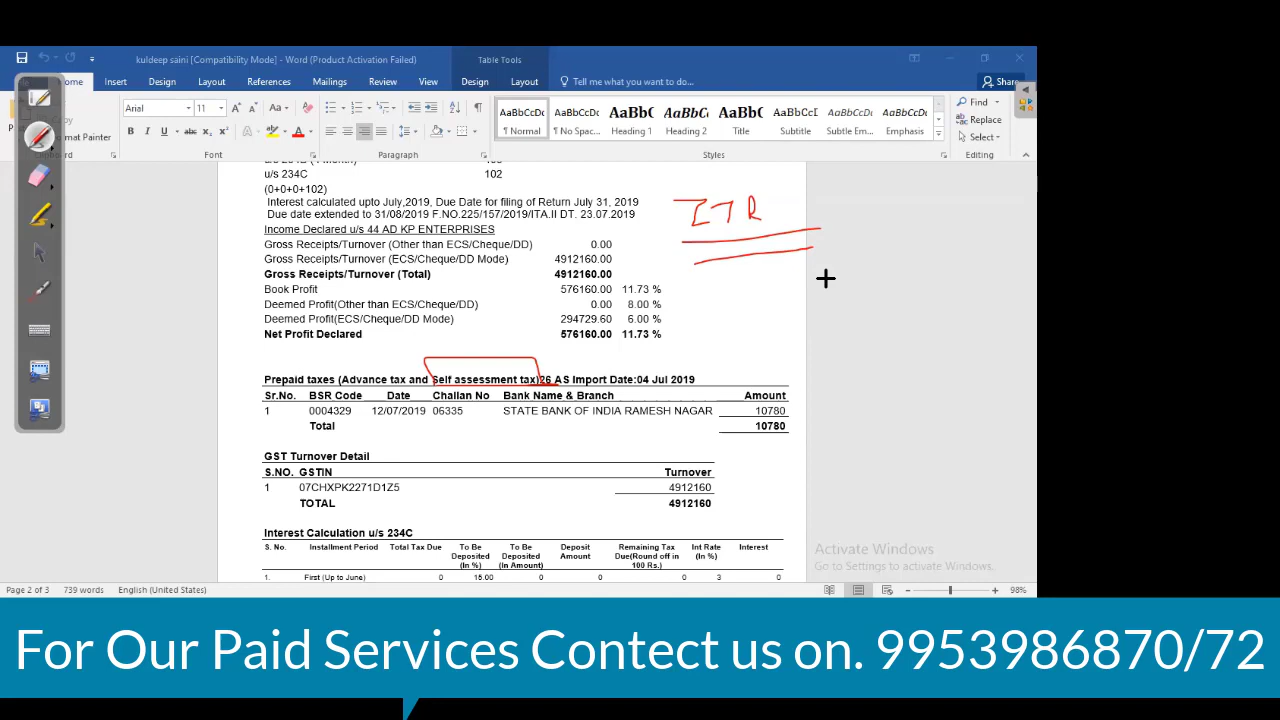 kuldeep saini [Compatibility Mode] - Word (Product Activation Failed)
Table Tools
Insert Design Layout References Mailings Review View Design Layout Tell me what you want to do... Share
Arial 11 Aa
Format Painter
B I U abc x₂ x² A
AaBbCcDc AaBbCcDc AaBb( AaBbC( AaBb( AaBbCcD AaBbCcDc AaBbCcDc
¶ Normal ¶ No Spac... Heading 1 Heading 2 Title Subtitle Subtle Em... Emphasis
Find
Replace
Select
Font Paragraph Styles Editing
u/s 234C 102
(0+0+0+102)
Interest calculated upto July,2019, Due Date for filing of Return July 31, 2019
Due date extended to 31/08/2019 F.NO.225/157/2019/ITA.II DT. 23.07.2019
ITR
Income Declared u/s 44 AD KP ENTERPRISES
Gross Receipts/Turnover (Other than ECS/Cheque/DD) 0.00
Gross Receipts/Turnover (ECS/Cheque/DD Mode) 4912160.00
Gross Receipts/Turnover (Total) 4912160.00
Book Profit 576160.00 11.73 %
Deemed Profit(Other than ECS/Cheque/DD) 0.00 8.00 %
Deemed Profit(ECS/Cheque/DD Mode) 294729.60 6.00 %
Net Profit Declared 576160.00 11.73 %
Prepaid taxes (Advance tax and Self assessment tax)26 AS Import Date:04 Jul 2019
Sr.No. BSR Code Date Challan No Bank Name & Branch Amount
1 0004329 12/07/2019 06335 STATE BANK OF INDIA RAMESH NAGAR 10780
Total 10780
GST Turnover Detail
S.NO. GSTIN Turnover
1 07CHXPK2271D1Z5 4912160
TOTAL 4912160
Interest Calculation u/s 234C
S. No. Installment Period Total Tax Due To Be Deposited (In %) To Be Deposited (In Amount) Deposit Amount Remaining Tax Due(Round off in 100 Rs.) Int Rate (In %) Interest
1. First (Up to June) 0 15.00 0 0 0 3 0
Activate Windows
Go to Settings to activate Windows.
Page 2 of 3 739 words English (United States) 98%
For Our Paid Services Contect us on. 9953986870/72